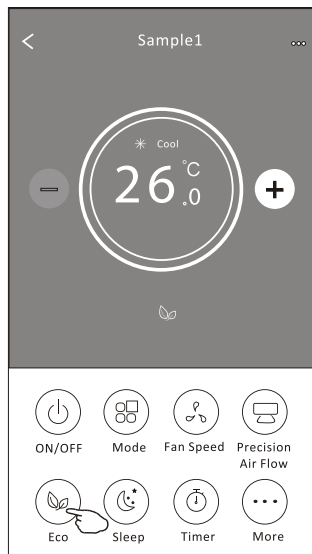 Sample1
Cool
26.0°C
ON/OFF Mode Fan Speed Precision Air Flow
Eco Sleep Timer More